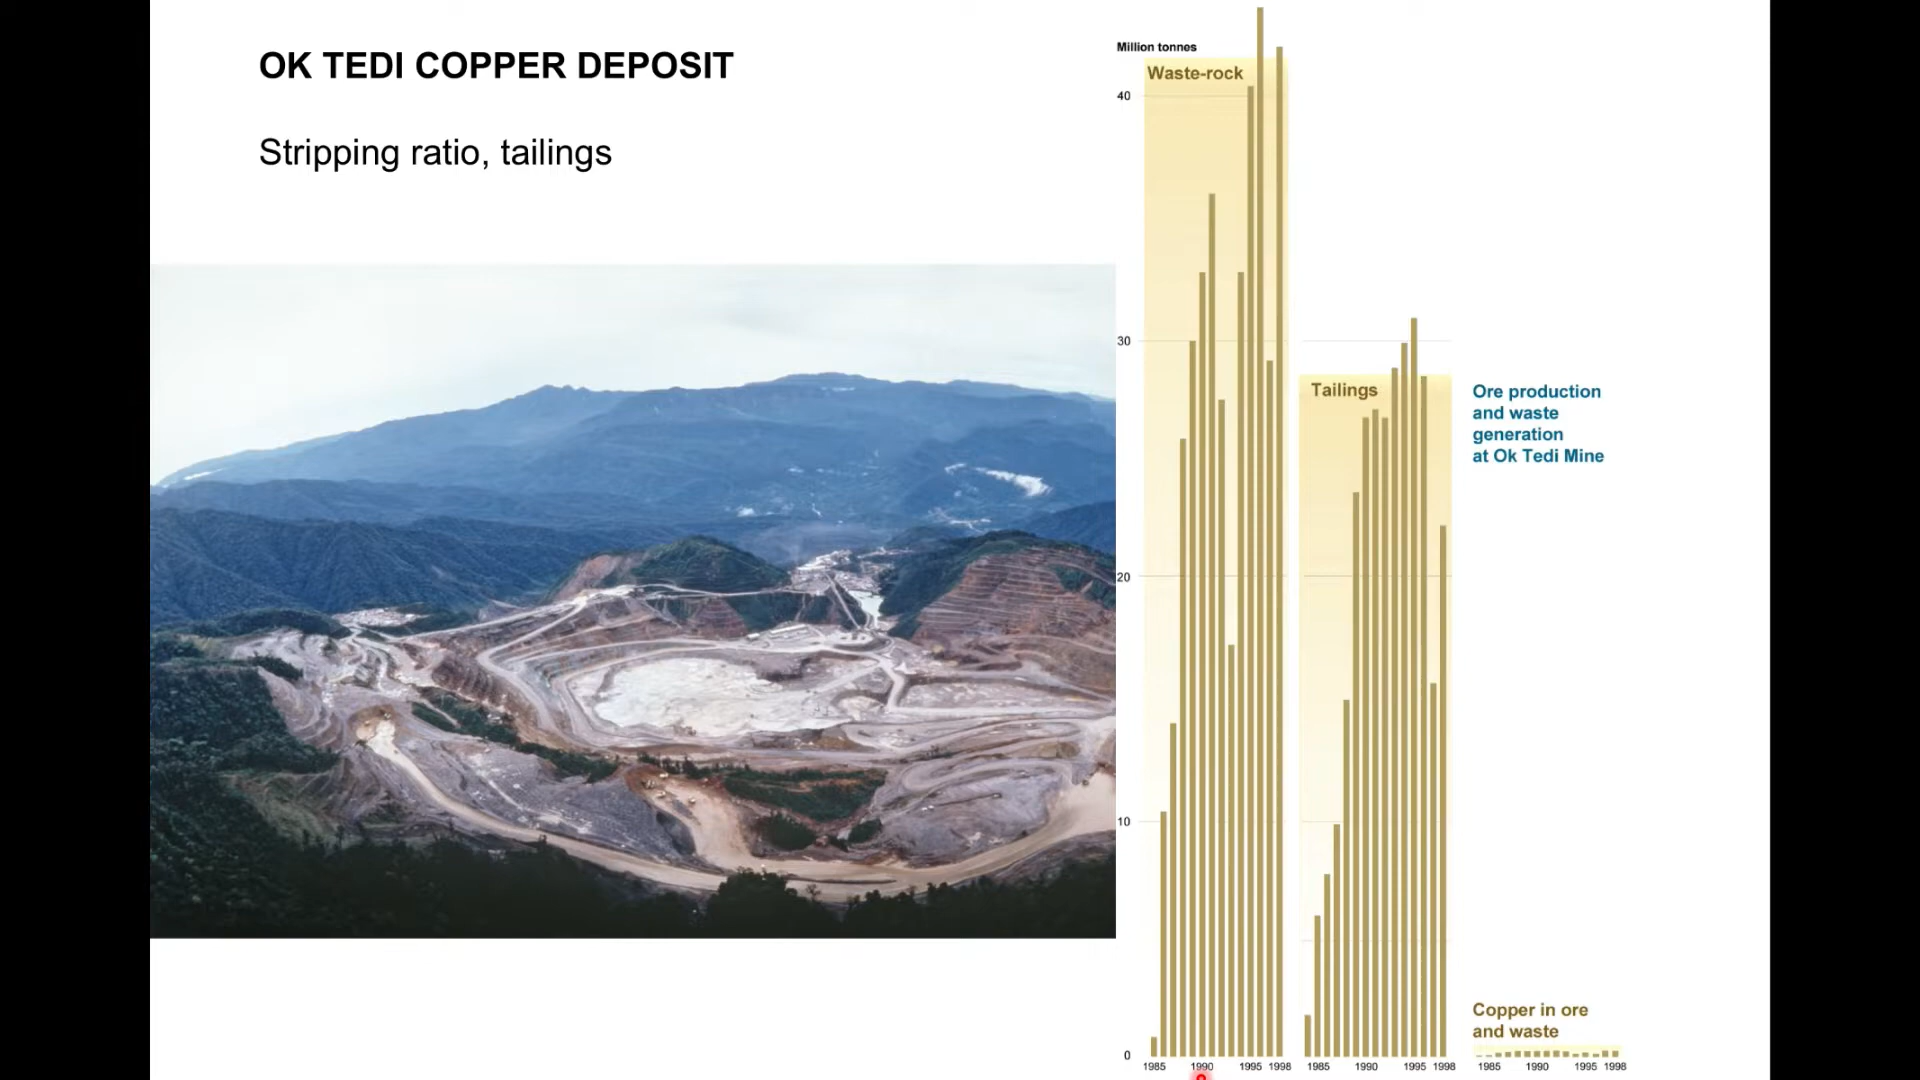 OK TEDI COPPER DEPOSIT
Stripping ratio, tailings
Million tonnes
Waste-rock
40
30
20
10
0
1985 1990 1995 1998
Tailings
1985 1990 1995 1998
Ore production
and waste
generation
at Ok Tedi Mine
Copper in ore
and waste
1985 1990 1995 1998